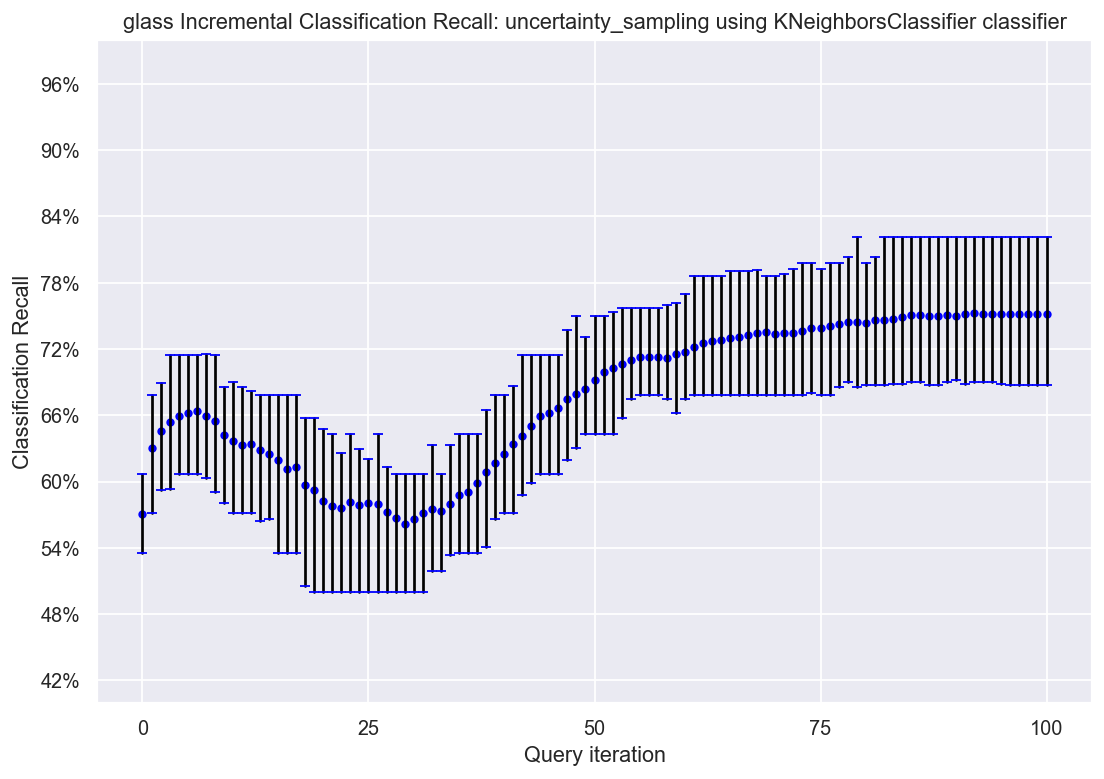 glass Incremental Classification Recall: uncertainty_sampling using KNeighborsClassifier classifier
96%
90%
84%
78%
72%
66%
60%
54%
48%
42%
Classification Recall
0 25 50 75 100
Query iteration